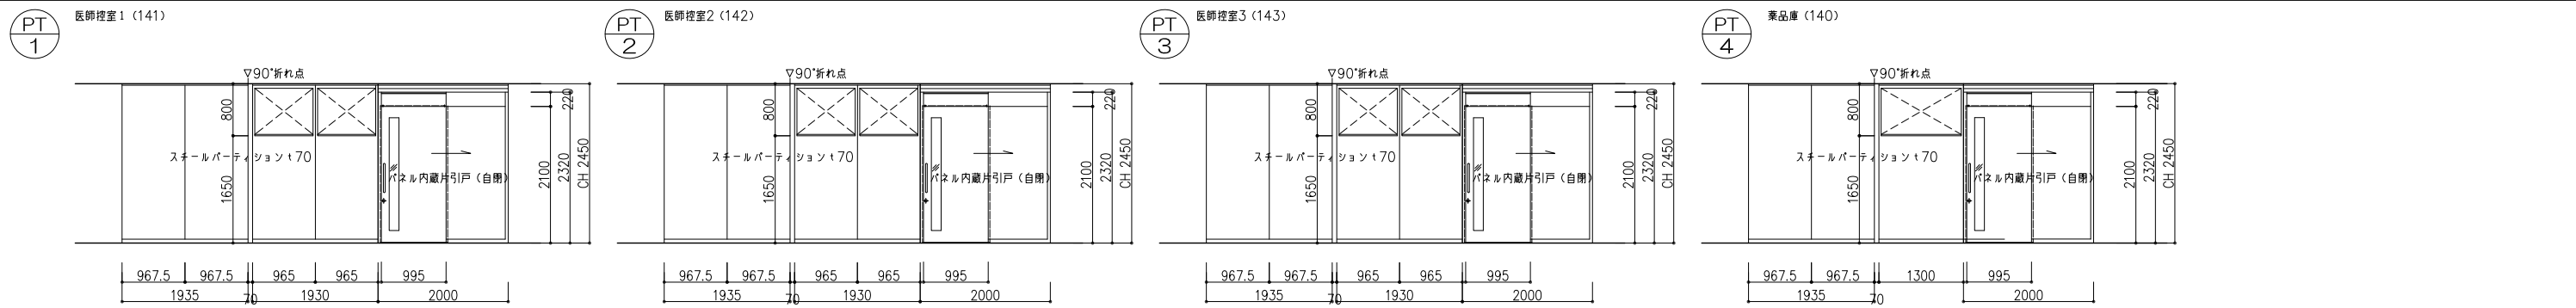 PT
1
医師控室1（141）
▽90°折れ点
800
1650
スチールパーティションt70
パネル内蔵片引戸（自閉）
220
2100
2320
CH 2450
967.5 967.5 965 965 995
1935 70 1930 2000
PT
2
医師控室2（142）
▽90°折れ点
800
1650
スチールパーティションt70
パネル内蔵片引戸（自閉）
220
2100
2320
CH 2450
967.5 967.5 965 965 995
1935 70 1930 2000
PT
3
医師控室3（143）
▽90°折れ点
800
1650
スチールパーティションt70
パネル内蔵片引戸（自閉）
220
2100
2320
CH 2450
967.5 967.5 965 965 995
1935 70 1930 2000
PT
4
薬品庫（140）
▽90°折れ点
800
1650
スチールパーティションt70
パネル内蔵片引戸（自閉）
220
2100
2320
CH 2450
967.5 967.5 1300 995
1935 70 2000